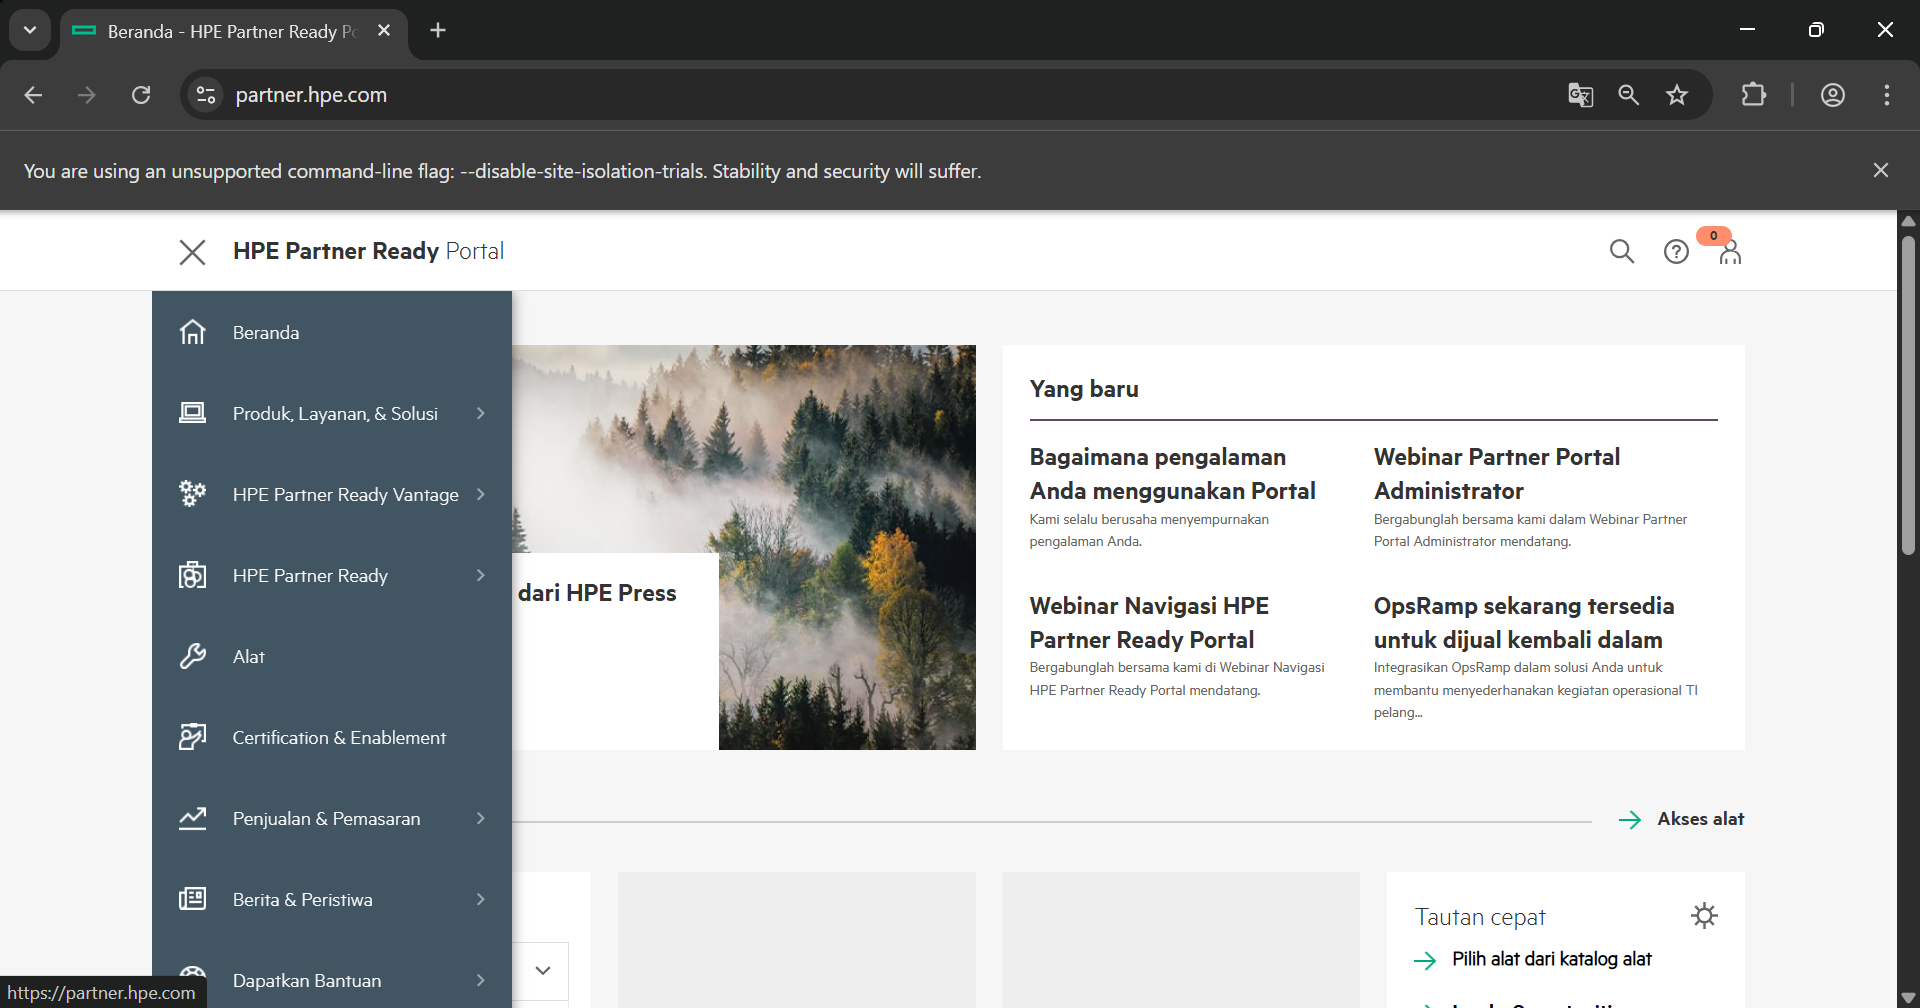 Beranda - HPE Partner Ready Po
partner.hpe.com
You are using an unsupported command-line flag: --disable-site-isolation-trials. Stability and security will suffer.
HPE Partner Ready Portal
0
Beranda
Produk, Layanan, & Solusi
HPE Partner Ready Vantage
HPE Partner Ready
Alat
Certification & Enablement
Penjualan & Pemasaran
Berita & Peristiwa
Dapatkan Bantuan
dari HPE Press
Yang baru
Bagaimana pengalaman
Anda menggunakan Portal
Kami selalu berusaha menyempurnakan
pengalaman Anda.
Webinar Partner Portal
Administrator
Bergabunglah bersama kami dalam Webinar Partner
Portal Administrator mendatang.
Webinar Navigasi HPE
Partner Ready Portal
Bergabunglah bersama kami di Webinar Navigasi
HPE Partner Ready Portal mendatang.
OpsRamp sekarang tersedia
untuk dijual kembali dalam
Integrasikan OpsRamp dalam solusi Anda untuk
membantu menyederhanakan kegiatan operasional TI
pelang...
Akses alat
Tautan cepat
Pilih alat dari katalog alat
https://partner.hpe.com